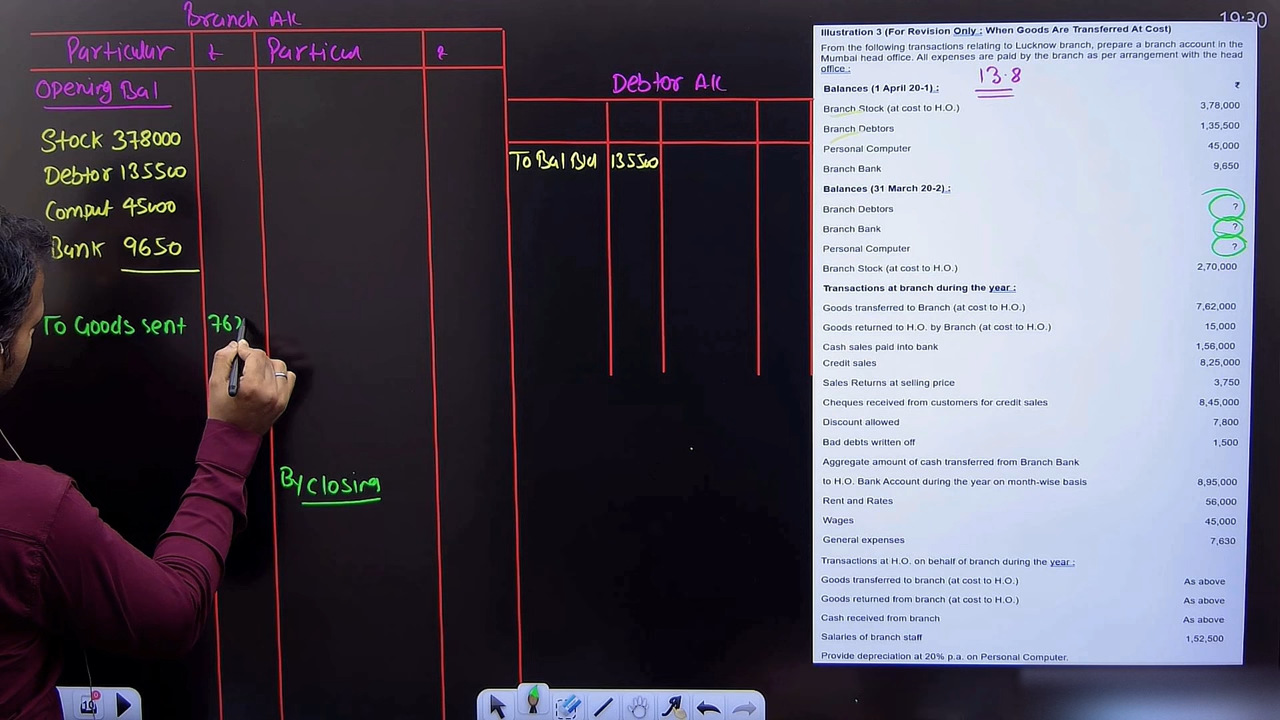 Branch A/c
Particular ₹ Particul ₹
Opening Bal
Stock 378000
Debtor 135500
Comput 45000
Bank 9650
To Goods sent 762
By closing
Debtor A/c
To Bal B/d 135500
19:30
Illustration 3 (For Revision Only : When Goods Are Transferred At Cost)
From the following transactions relating to Lucknow branch, prepare a branch account in the
Mumbai head office. All expenses are paid by the branch as per arrangement with the head
office :
13.8
Balances (1 April 20-1) : ₹
Branch Stock (at cost to H.O.) 3,78,000
Branch Debtors 1,35,500
Personal Computer 45,000
Branch Bank 9,650
Balances (31 March 20-2) :
Branch Debtors ?
Branch Bank ?
Personal Computer ?
Branch Stock (at cost to H.O.) 2,70,000
Transactions at branch during the year :
Goods transferred to Branch (at cost to H.O.) 7,62,000
Goods returned to H.O. by Branch (at cost to H.O.) 15,000
Cash sales paid into bank 1,56,000
Credit sales 8,25,000
Sales Returns at selling price 3,750
Cheques received from customers for credit sales 8,45,000
Discount allowed 7,800
Bad debts written off 1,500
Aggregate amount of cash transferred from Branch Bank
to H.O. Bank Account during the year on month-wise basis 8,95,000
Rent and Rates 56,000
Wages 45,000
General expenses 7,630
Transactions at H.O. on behalf of branch during the year :
Goods transferred to branch (at cost to H.O.) As above
Goods returned from branch (at cost to H.O.) As above
Cash received from branch As above
Salaries of branch staff 1,52,500
Provide depreciation at 20% p.a. on Personal Computer.